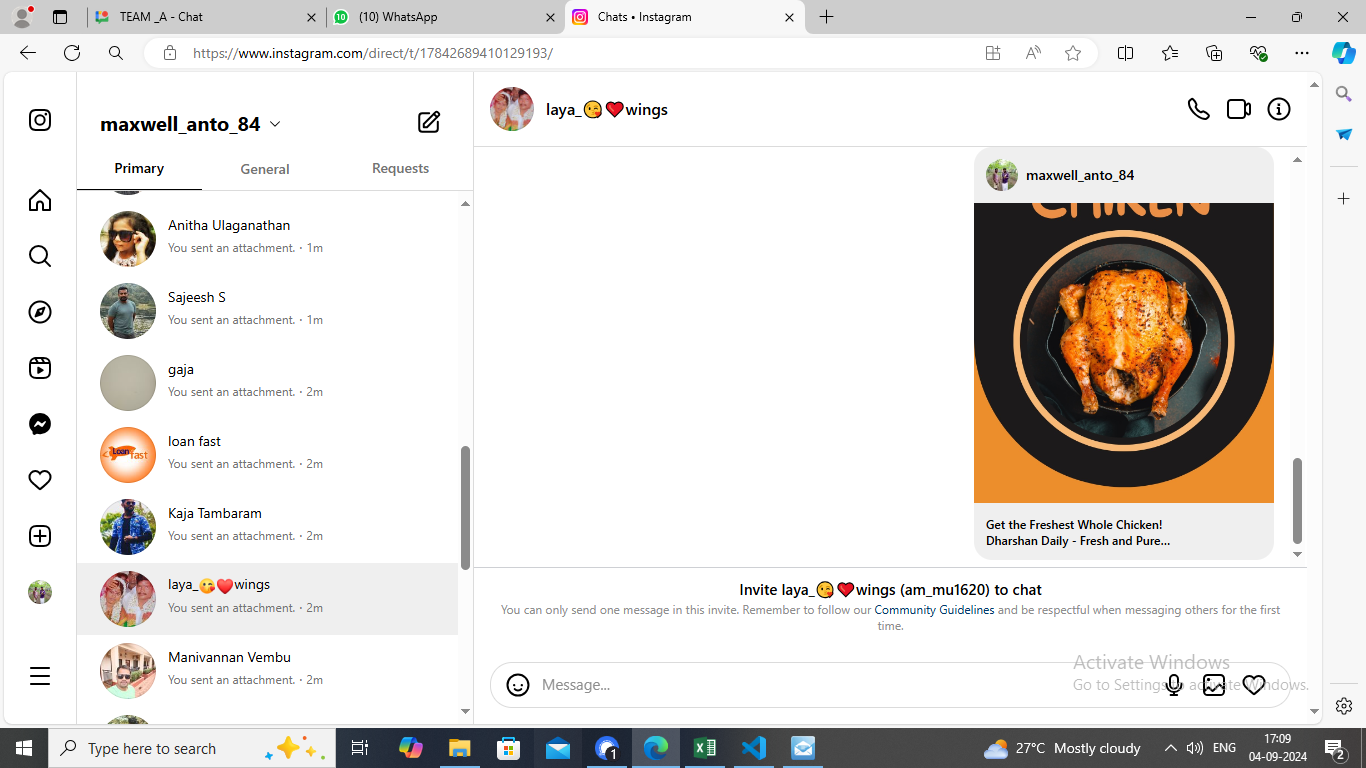 TEAM _A - Chat
(10) WhatsApp
Chats • Instagram
https://www.instagram.com/direct/t/17842689410129193/
maxwell_anto_84
Primary
General
Requests
Anitha Ulaganathan
You sent an attachment. · 1m
Sajeesh S
You sent an attachment. · 1m
gaja
You sent an attachment. · 2m
Loan fast
loan fast
You sent an attachment. · 2m
Kaja Tambaram
You sent an attachment. · 2m
laya_😘❤️wings
You sent an attachment. · 2m
Manivannan Vembu
You sent an attachment. · 2m
laya_😘❤️wings
maxwell_anto_84
CHIKEN
Get the Freshest Whole Chicken!
Dharshan Daily - Fresh and Pure...
Invite laya_😘❤️wings (am_mu1620) to chat
You can only send one message in this invite. Remember to follow our Community Guidelines and be respectful when messaging others for the first
time.
Message...
Activate Windows
Go to Settings to activate Windows.
Type here to search
27°C Mostly cloudy
ENG
17:09
04-09-2024
2